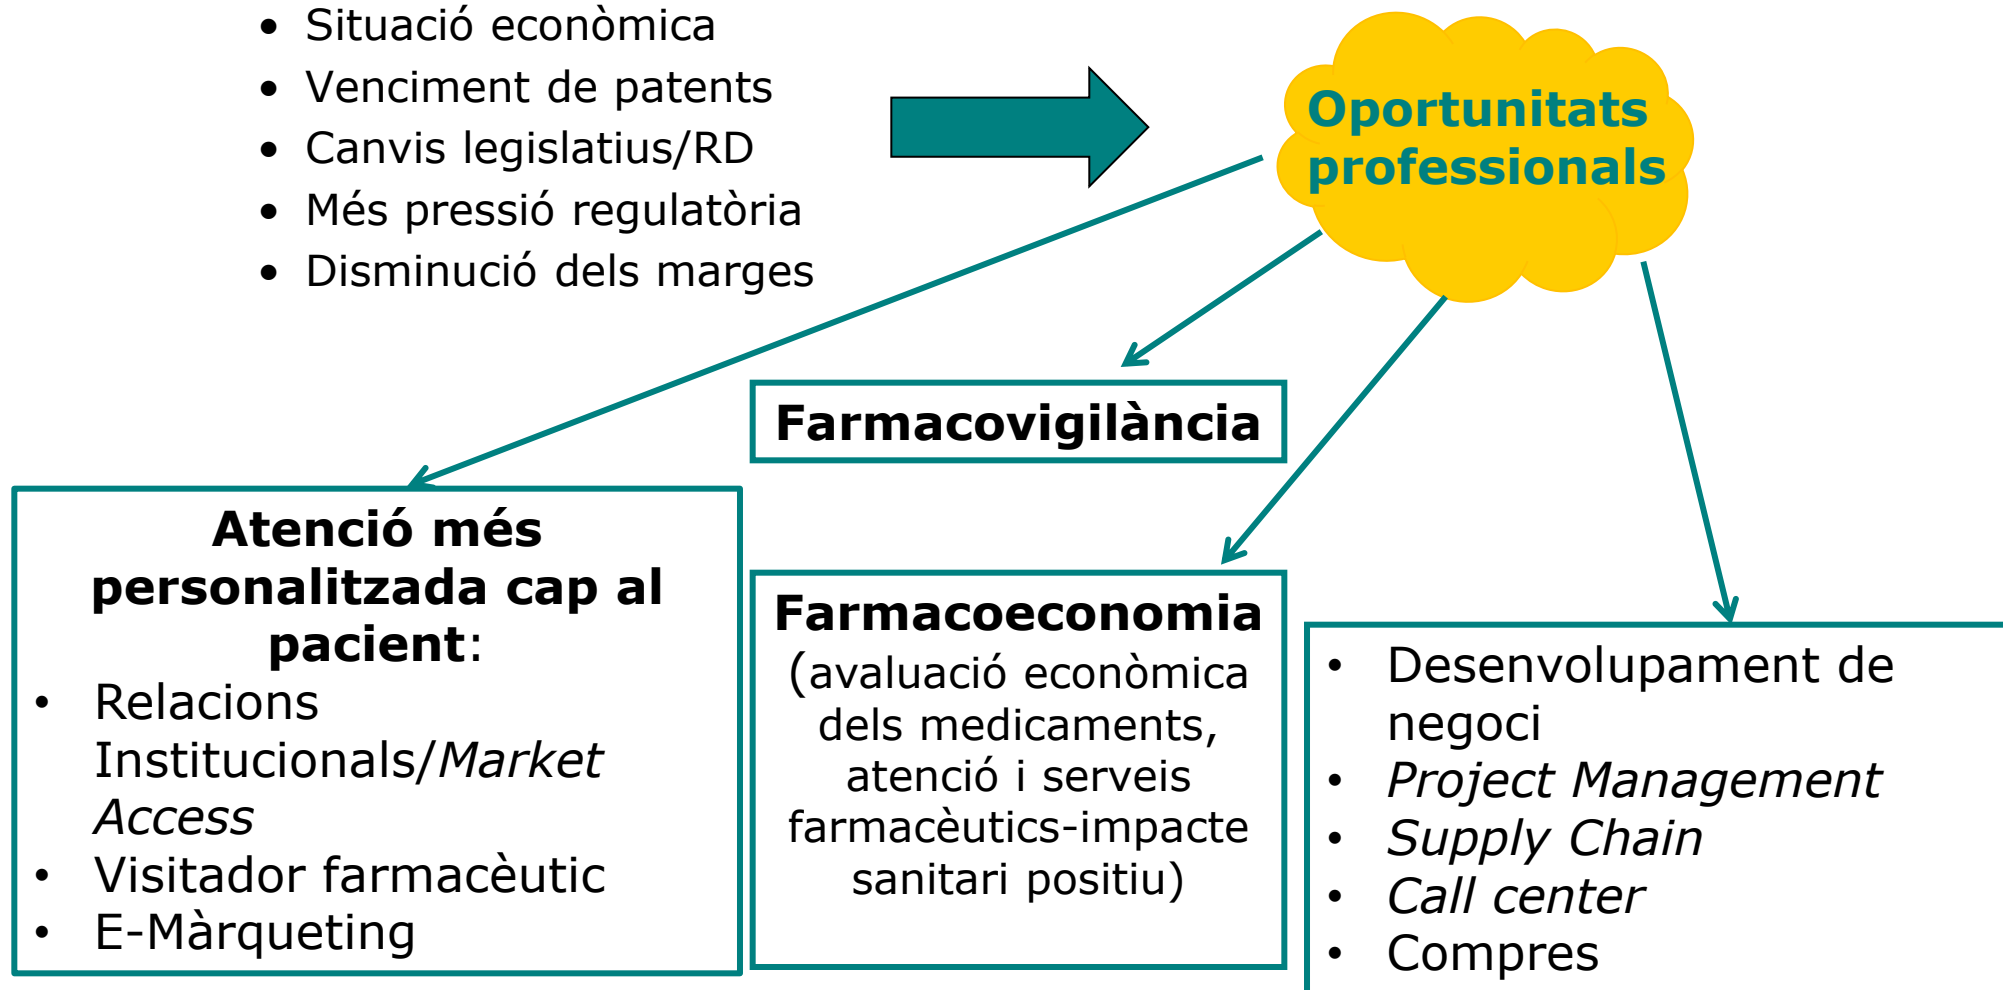 • Situació econòmica
• Venciment de patents
• Canvis legislatius/RD
• Més pressió regulatòria
• Disminució dels marges
Oportunitats
professionals
Farmacovigilància
Atenció més
personalitzada cap al
pacient:
• Relacions
Institucionals/Market
Access
• Visitador farmacèutic
• E-Màrqueting
Farmacoeconomia
(avaluació econòmica
dels medicaments,
atenció i serveis
farmacèutics-impacte
sanitari positiu)
• Desenvolupament de
negoci
• Project Management
• Supply Chain
• Call center
• Compres